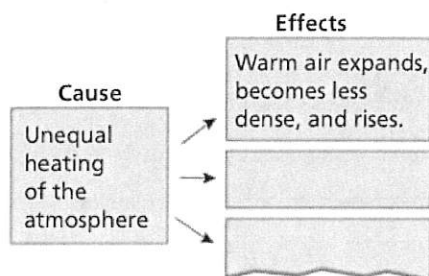 Effects
Warm air expands,
becomes less
dense, and rises.
Cause
Unequal
heating
of the
atmosphere